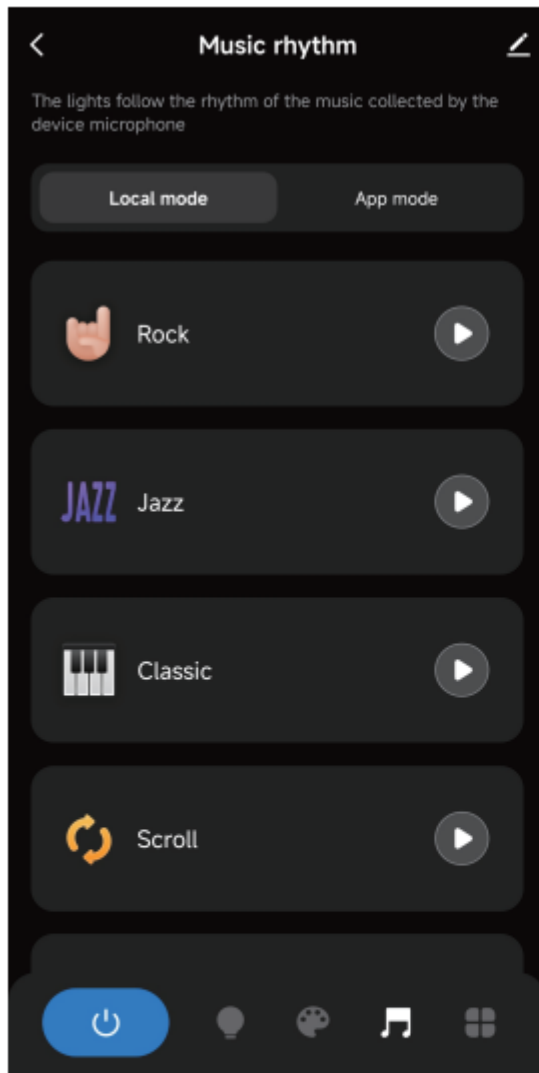 Music rhythm
The lights follow the rhythm of the music collected by the
device microphone
Local mode
App mode
Rock
JAZZ Jazz
Classic
Scroll